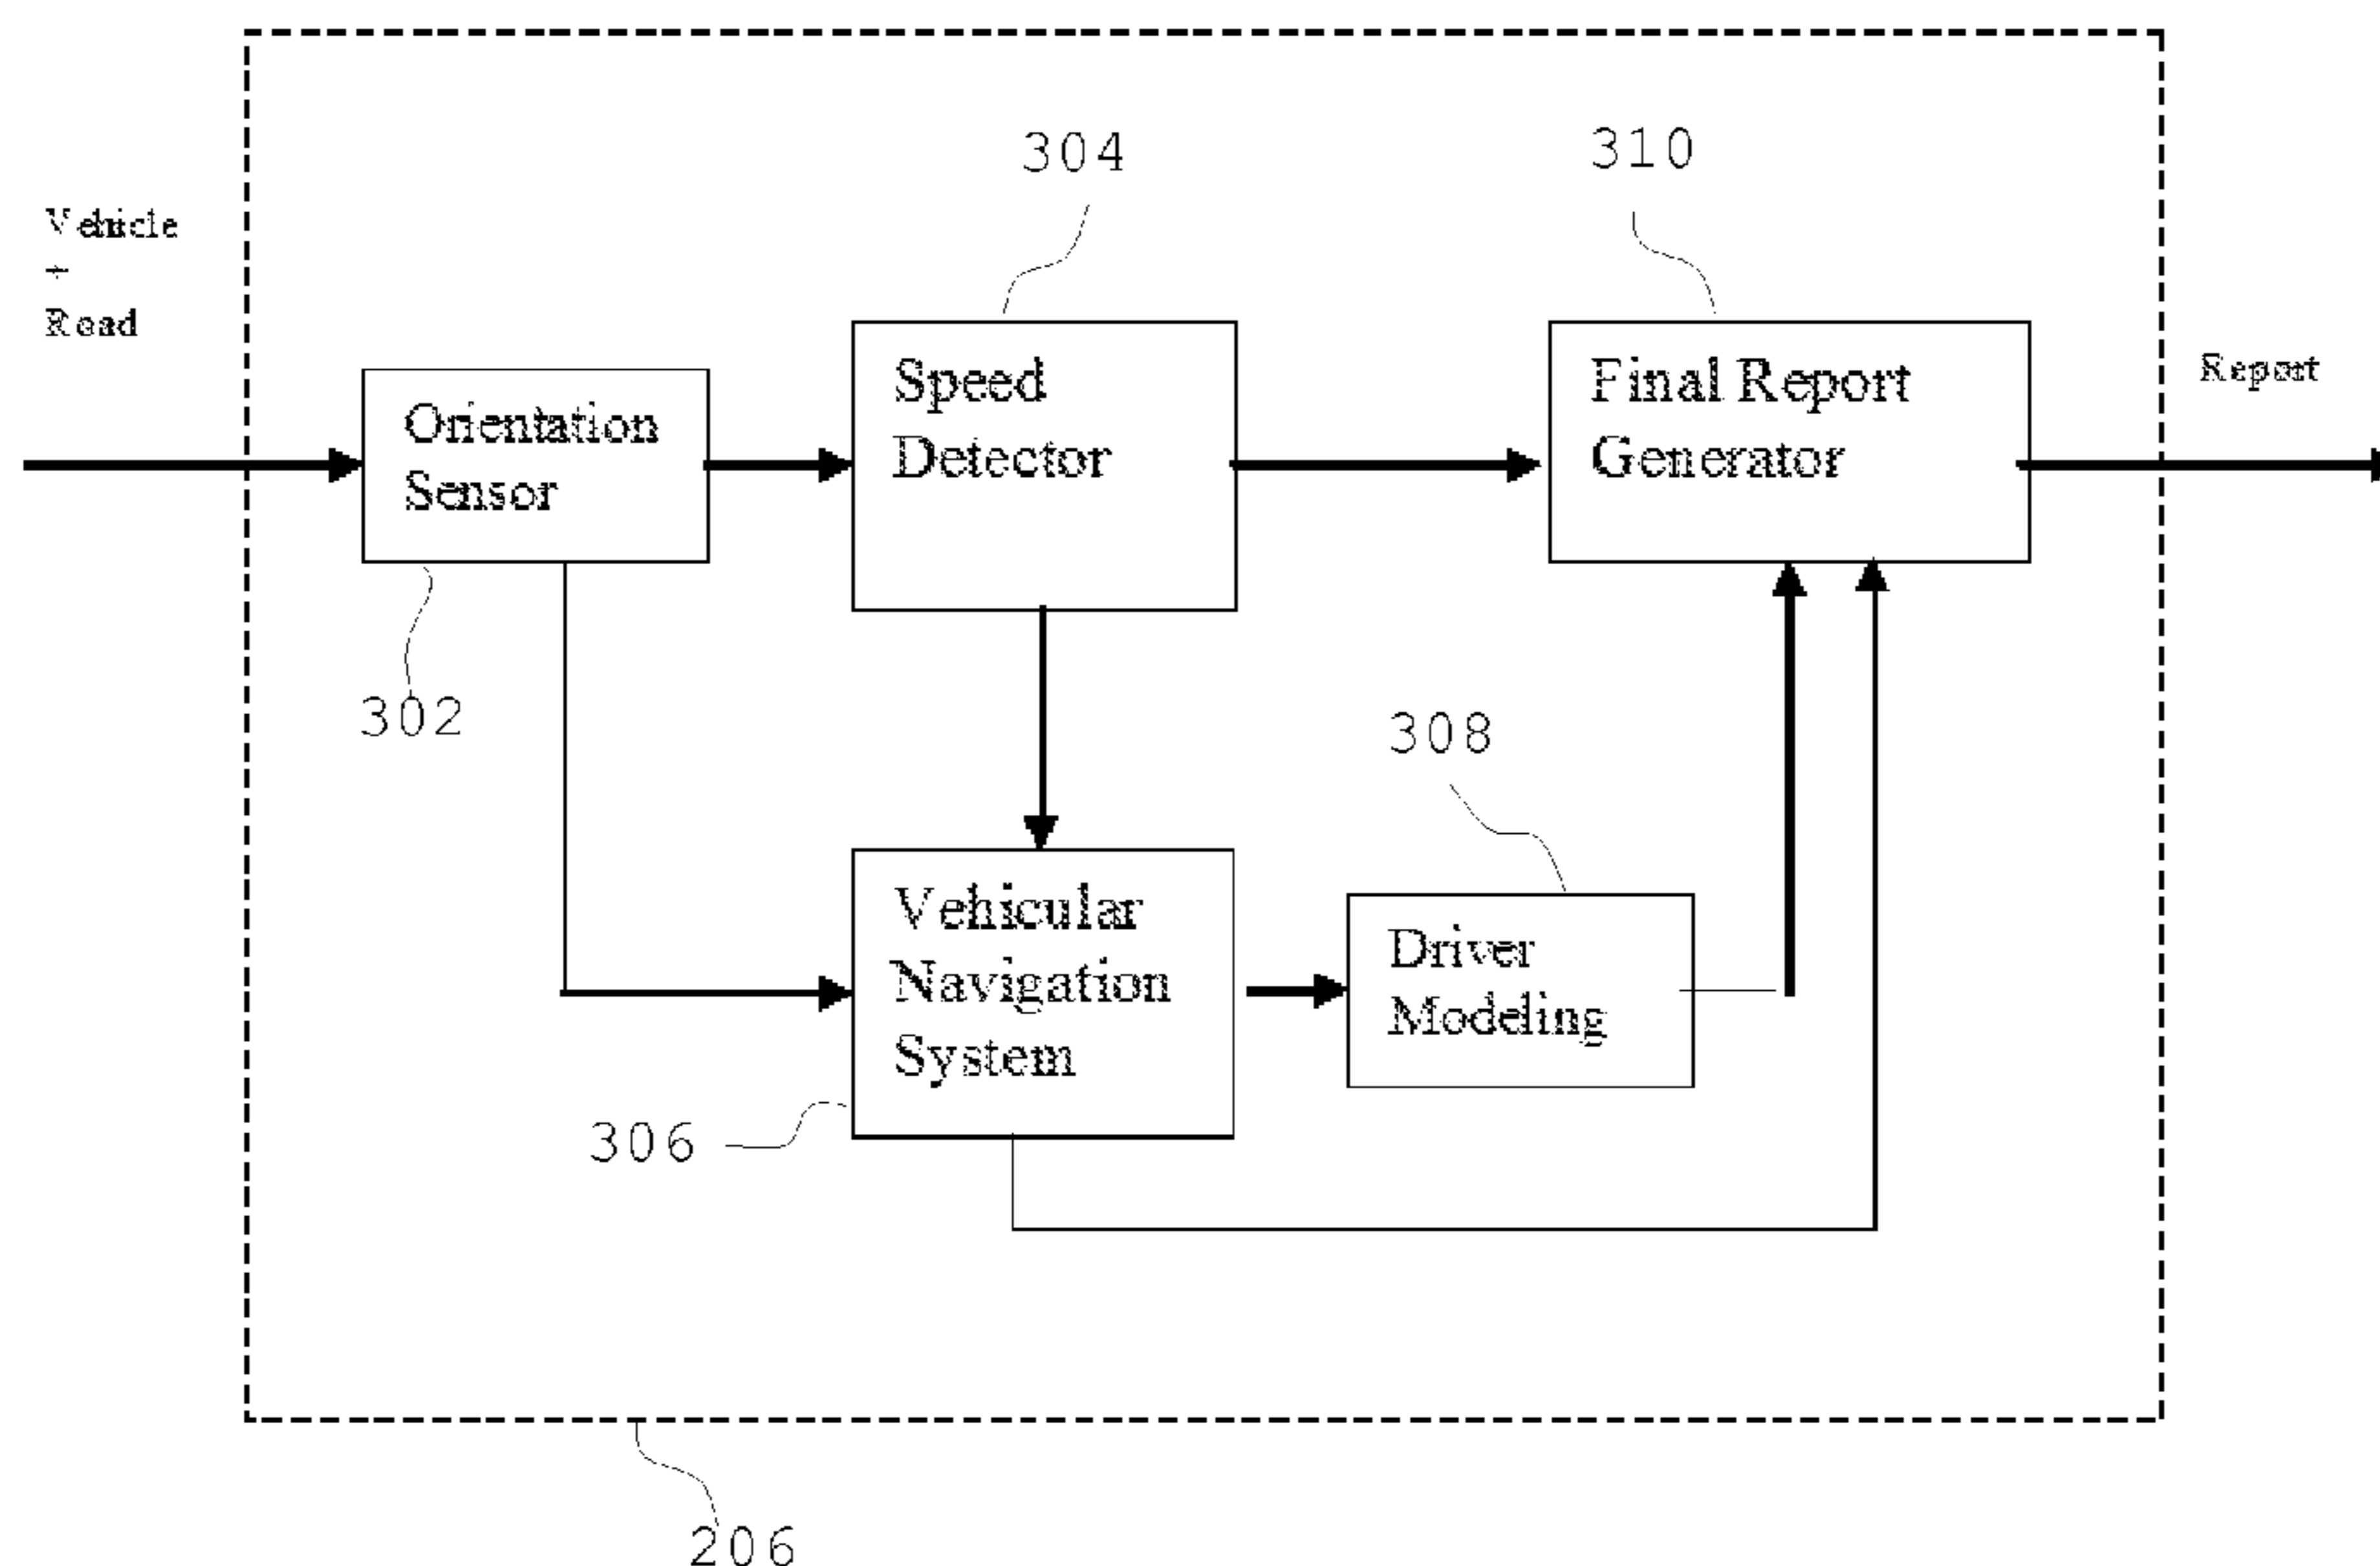 304
310
Vehicle
+
Road
Report
Speed
Detector
Final Report
Generator
Orientation
Sensor
302
308
Vehicular
Navigation
System
Driver
Modeling
306
206